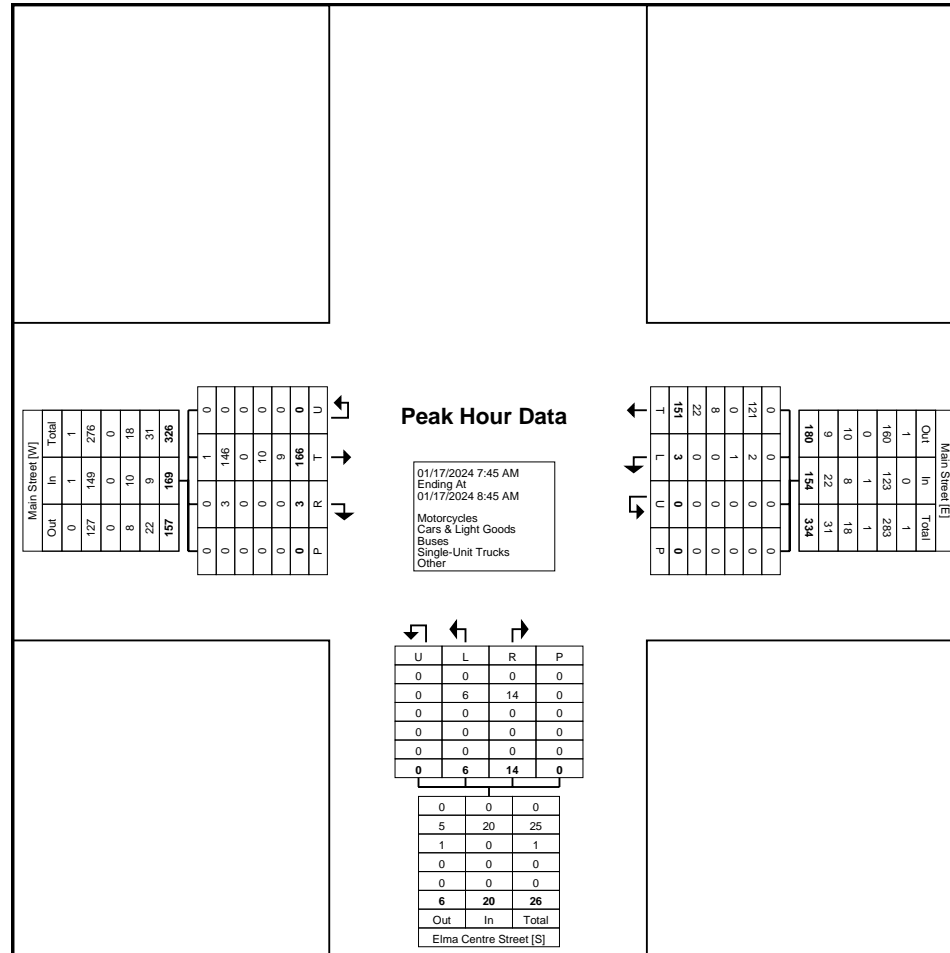 Peak Hour Data
01/17/2024 7:45 AM
Ending At
01/17/2024 8:45 AM
Motorcycles
Cars & Light Goods
Buses
Single-Unit Trucks
Other
Main Street [W]
Total 1 276 0 18 31 326
In 1 149 0 10 9 169
Out 0 127 0 8 22 157
0 0 0 0 0 0 U
1 146 0 10 9 166 T
0 3 0 0 0 3 R
0 0 0 0 0 0 P
T 151 22 8 0 121 0
L 3 0 0 1 2 0
U 0 0 0 0 0 0
P 0 0 0 0 0 0
180 9 10 0 160 1 Out
154 22 8 1 123 0 In
334 31 18 1 283 1 Total
Main Street [E]
U L R P
0 0 0 0
0 6 14 0
0 0 0 0
0 0 0 0
0 0 0 0
0 6 14 0
0 0 0
5 20 25
1 0 1
0 0 0
0 0 0
6 20 26
Out In Total
Elma Centre Street [S]